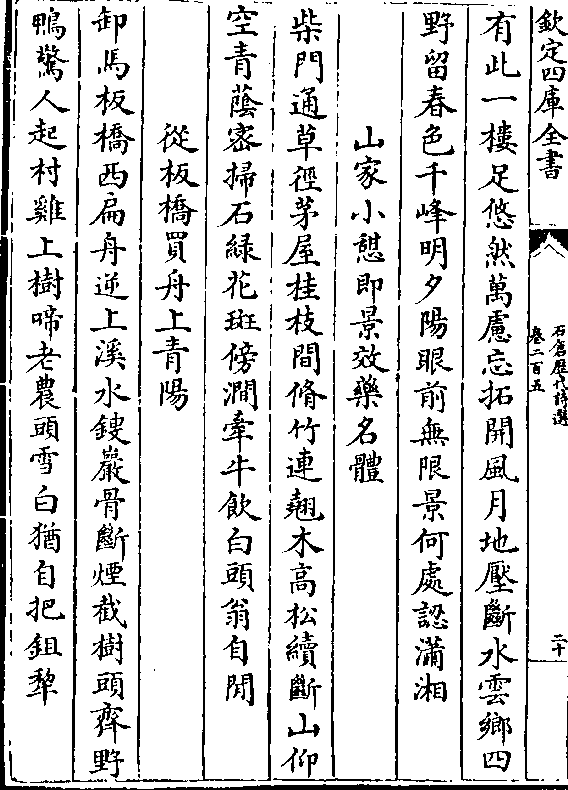 欽定四庫全書
石倉歷代詩選
卷二百五
二十
有此一樓足悠然萬慮忘拓開風月地壓斷水雲鄉四
野留春色千峰明夕陽眼前無限景何處認瀟湘
山家小憩即景效藥名體
柴門通草徑茅屋桂枝間脩竹連翹木高松續斷山仰
空青蔭宻掃石緑花斑傍澗牽牛飲白頭翁自閒
從板橋買舟上青陽
卸馬板橋西扁舟逆上溪水鎪巖骨斷煙截樹頭齊野
鴨驚人起村雞上樹啼老農頭雪白猶自把鉏犂